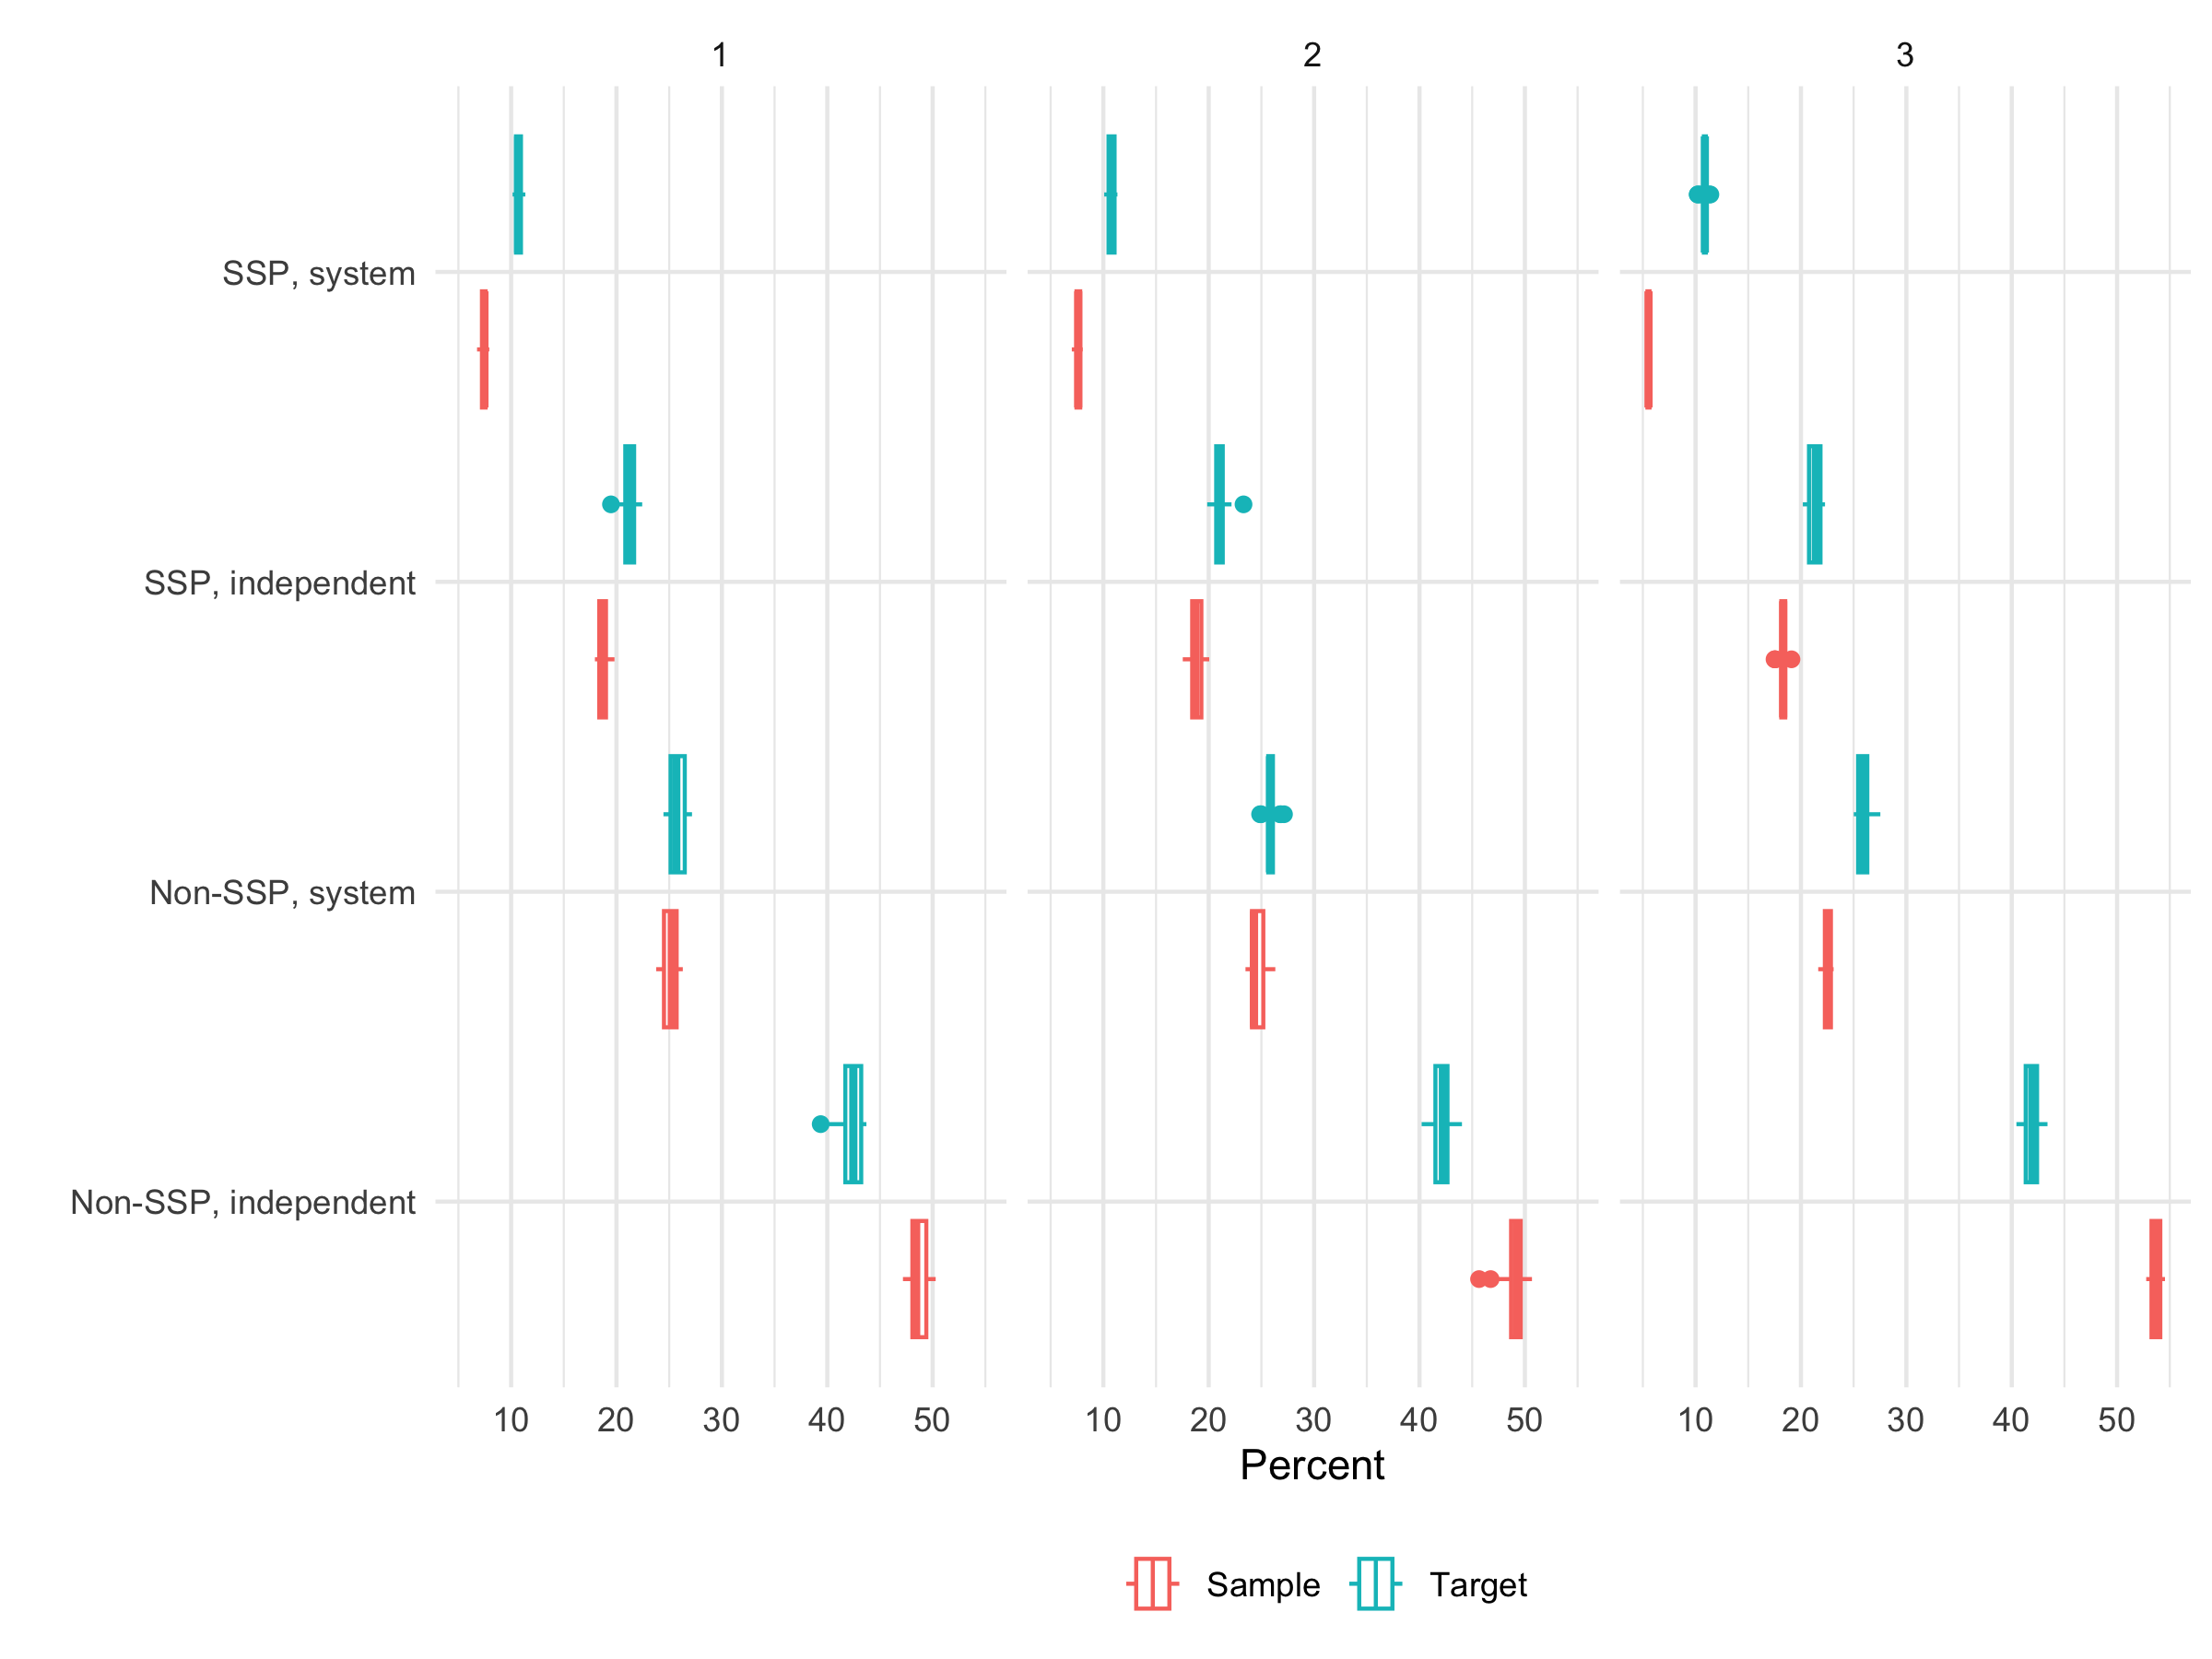 1 2 3
SSP, system
SSP, independent
Non-SSP, system
Non-SSP, independent
10 20 30 40 50 10 20 30 40 50 10 20 30 40 50
Percent
Sample Target